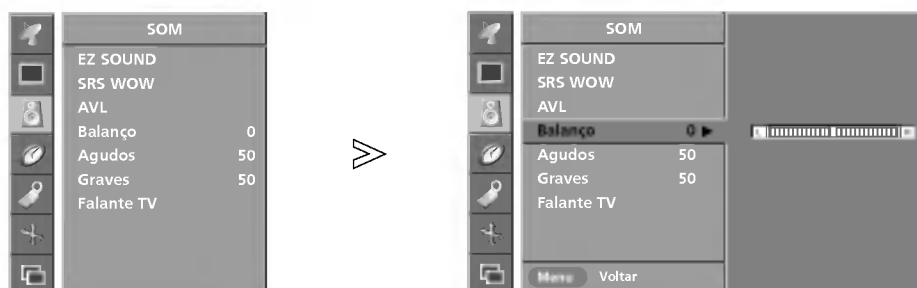 SOM
EZ SOUND
SRS WOW
AVL
Balanço 0
Agudos 50
Graves 50
Falante TV
SOM
EZ SOUND
SRS WOW
AVL
Balanço 0
Agudos 50
Graves 50
Falante TV
Menu Voltar